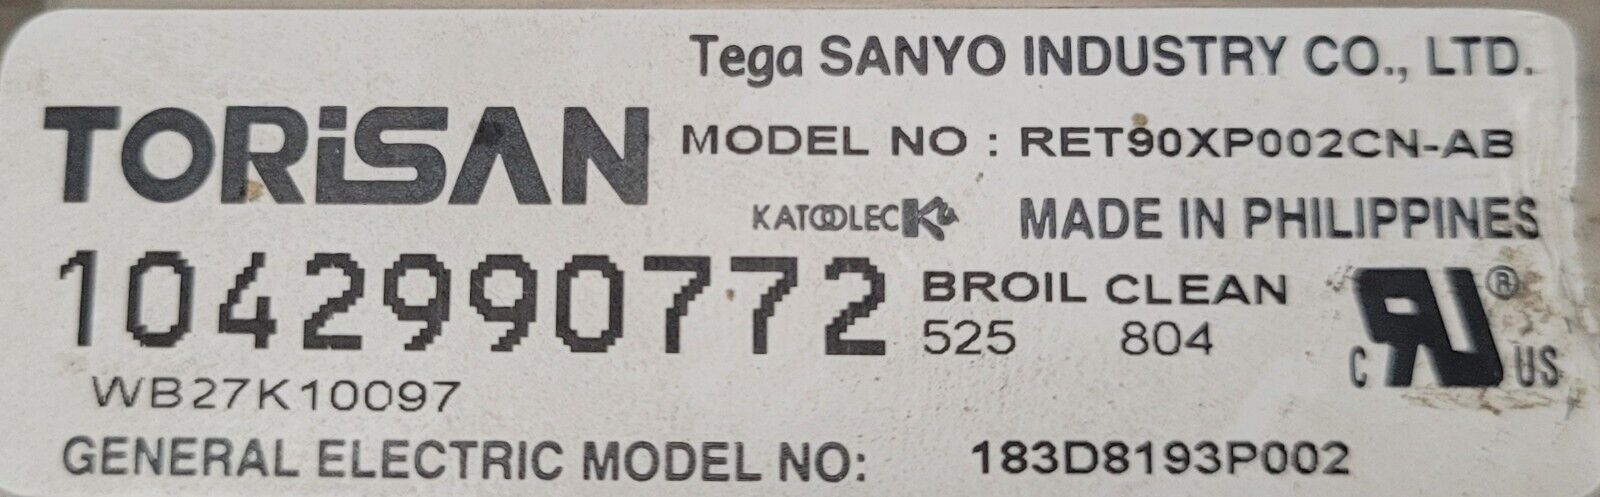 Tega SANYO INDUSTRY CO., LTD.
TORiSAN
MODEL NO : RET90XP002CN-AB
KATOOLEC
MADE IN PHILIPPINES
1042990772
BROIL CLEAN
525 804
WB27K10097
C US ®
GENERAL ELECTRIC MODEL NO: 183D8193P002